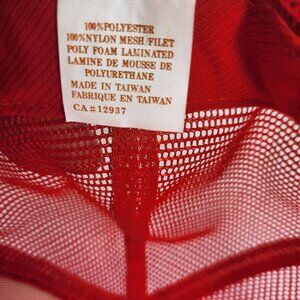 100%POLYESTER
100%NYLON MESH/FILET
POLY FOAM LAMINATED
LAMINE DE MOUSSE DE
POLYURETHANE
MADE IN TAIWAN
FABRIQUE EN TAIWAN
CA # 12937